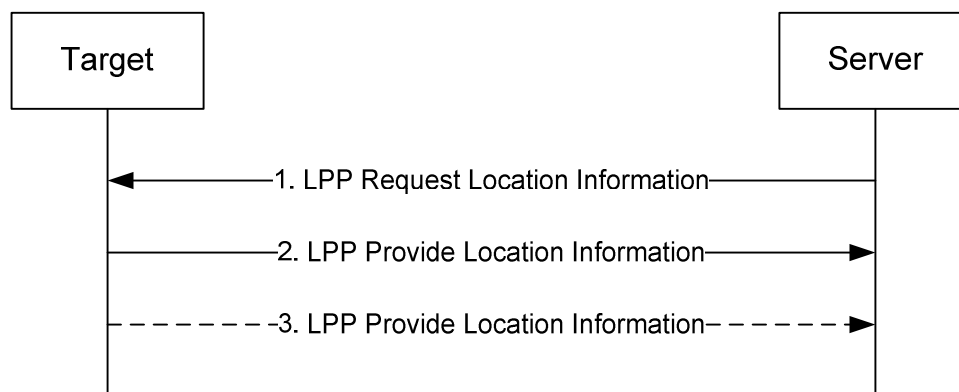 Target
Server
1. LPP Request Location Information
2. LPP Provide Location Information
3. LPP Provide Location Information